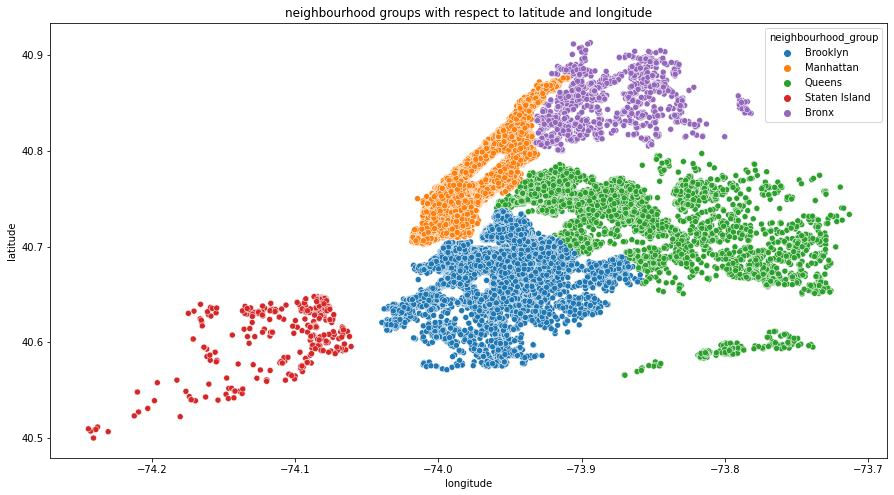 neighbourhood groups with respect to latitude and longitude
neighbourhood_group
Brooklyn
Manhattan
Queens
Staten Island
Bronx
latitude
40.9
40.8
40.7
40.6
40.5
−74.2
−74.1
−74.0
−73.9
−73.8
−73.7
longitude